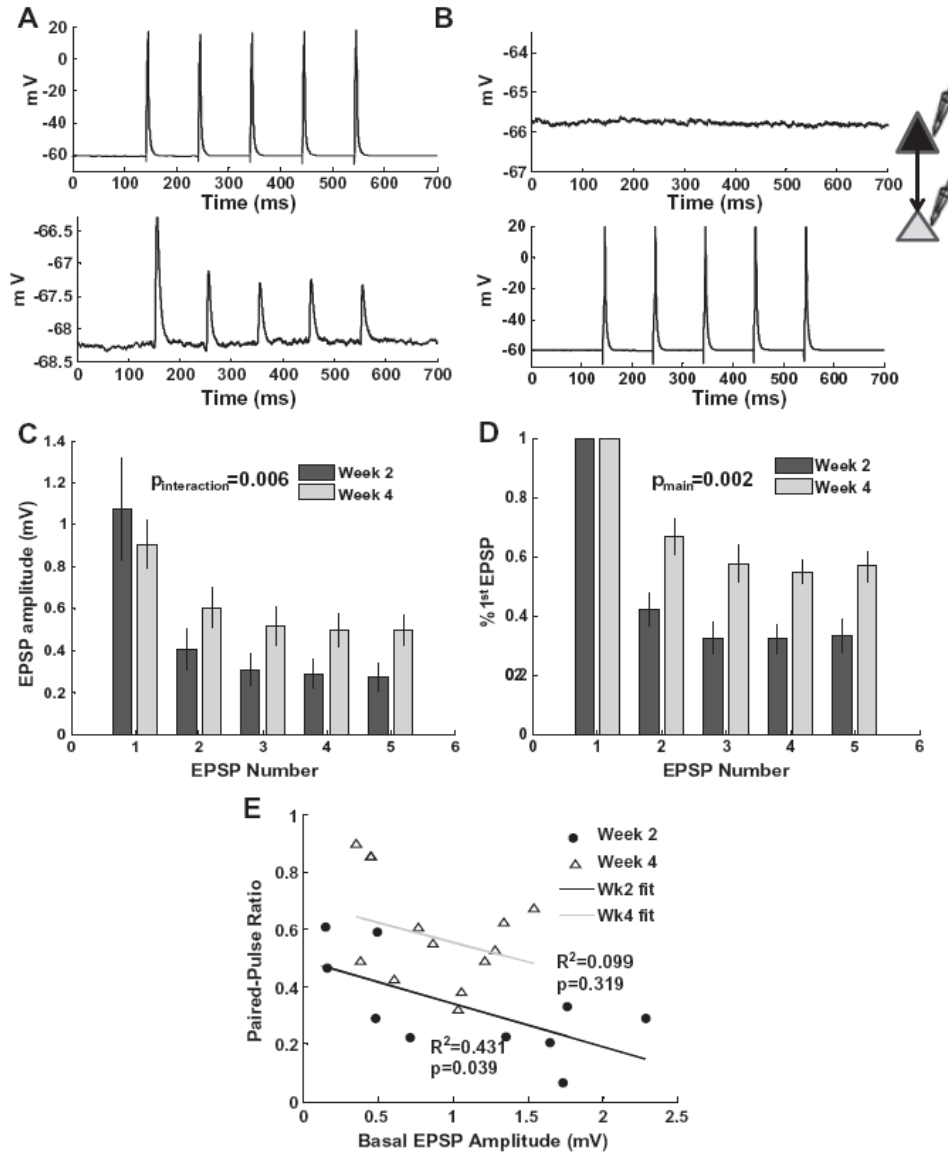 A
20
0
-20
-40
-60
mV
0 100 200 300 400 500 600 700
Time (ms)
-66.5
-67
-67.5
-68
-68.5
mV
0 100 200 300 400 500 600 700
Time (ms)
B
-64
-65
-66
-67
mV
0 100 200 300 400 500 600 700
Time (ms)
20
0
-20
-40
-60
mV
0 100 200 300 400 500 600 700
Time (ms)
C
1.4
1.2
1
0.8
0.6
0.4
0.2
0
EPSP amplitude (mV)
p_interaction=0.006
Week 2
Week 4
0 1 2 3 4 5 6
EPSP Number
D
1
0.8
0.6
0.4
0.2
0
% 1st EPSP
p_main=0.002
Week 2
Week 4
0 1 2 3 4 5 6
EPSP Number
E
1
0.8
0.6
0.4
0.2
0
Paired-Pulse Ratio
Week 2
Week 4
Wk2 fit
Wk4 fit
R²=0.099
p=0.319
R²=0.431
p=0.039
0 0.5 1 1.5 2 2.5
Basal EPSP Amplitude (mV)